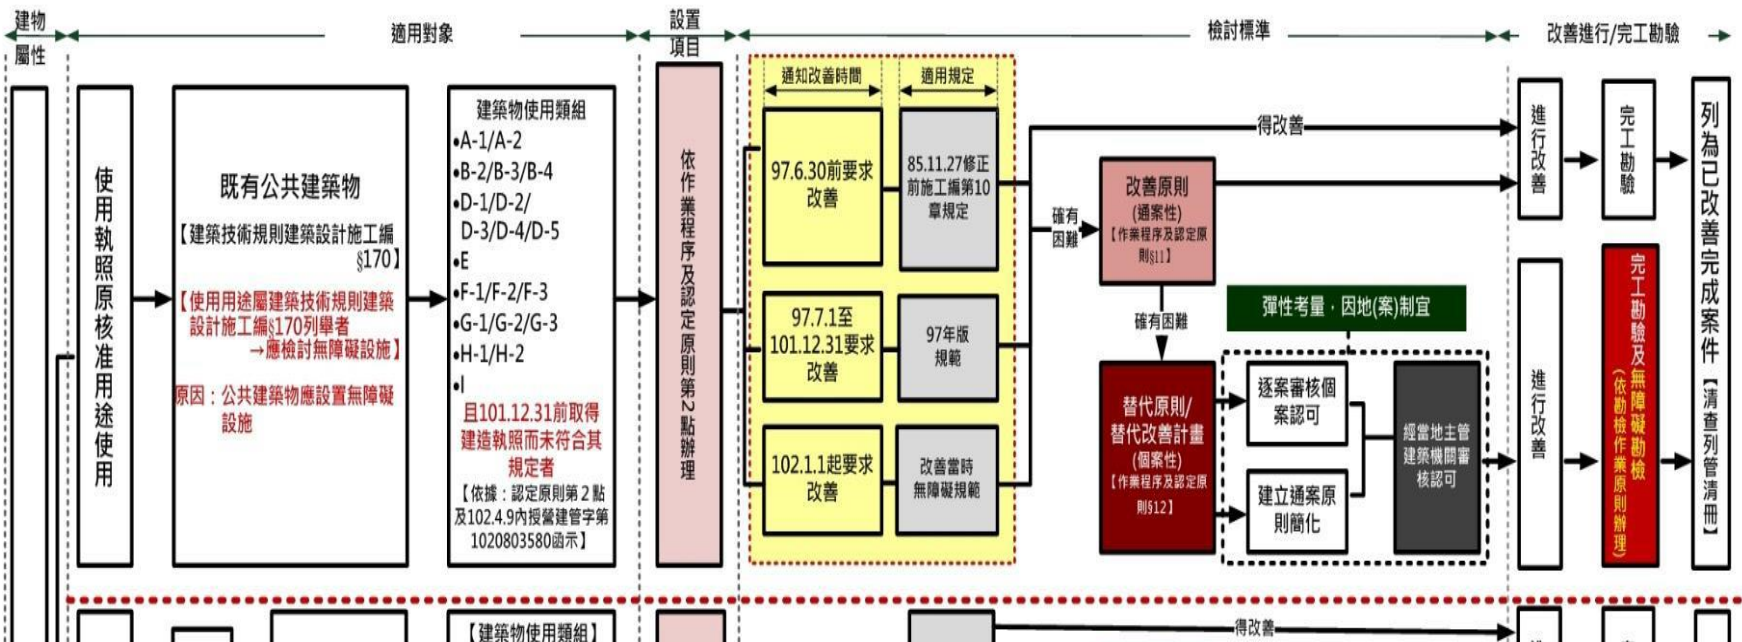 建物
屬性
適用對象
設置
項目
檢討標準
改善進行/完工勘驗
使用執照原核准用途使用
既有公共建築物
【建築技術規則建築設計施工編
§170】
【使用用途屬建築技術規則建築
設計施工編§170列舉者
→應檢討無障礙設施】
原因：公共建築物應設置無障礙
設施
建築物使用類組
•A-1/A-2
•B-2/B-3/B-4
•D-1/D-2/
D-3/D-4/D-5
•E
•F-1/F-2/F-3
•G-1/G-2/G-3
•H-1/H-2
•I
且101.12.31前取得
建造執照而未符合其
規定者
【依據：認定原則第2點
及102.4.9內授營建管字第
1020803580函示】
依作業程序及認定原則第2點辦理
通知改善時間
適用規定
97.6.30前要求
改善
85.11.27修正
前施工編第10
章規定
97.7.1至
101.12.31要求
改善
97年版
規範
102.1.1起要求
改善
改善當時
無障礙規範
得改善
確有
困難
改善原則
(通案性)
【作業程序及認定原
則§11】
確有困難
替代原則/
替代改善計畫
(個案性)
【作業程序及認定原
則§12】
彈性考量，因地(案)制宜
逐案審核個
案認可
建立通案原
則簡化
經當地主管
建築機關審
核認可
進行改善
完工勘驗
進行改善
完工勘驗及無障礙勘檢
(依勘檢作業原則辦理)
列為已改善完成案件【清查列管清冊】
【建築物使用類組】
得改善